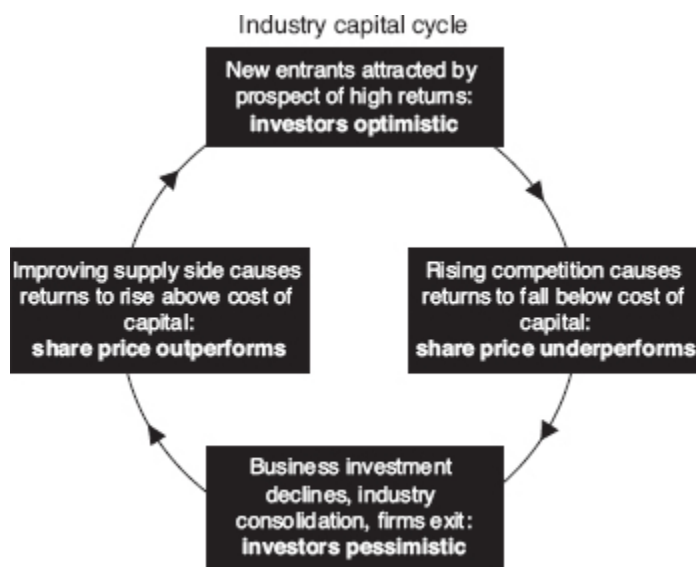 Industry capital cycle
New entrants attracted by
prospect of high returns:
investors optimistic
Improving supply side causes
returns to rise above cost of
capital:
share price outperforms
Rising competition causes
returns to fall below cost of
capital:
share price underperforms
Business investment
declines, industry
consolidation, firms exit:
investors pessimistic